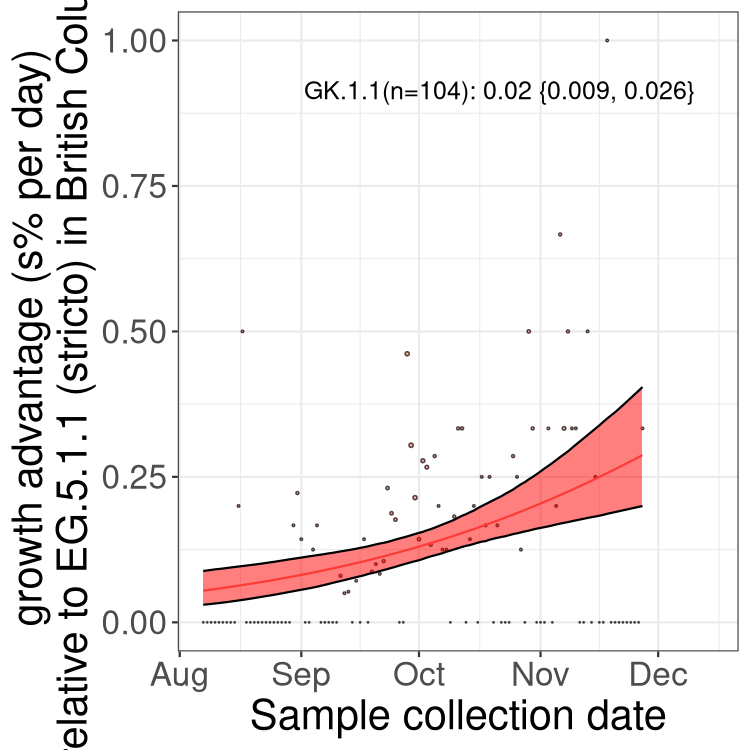 growth advantage (s% per day)
relative to EG.5.1.1 (stricto) in British
1.00
0.75
0.50
0.25
0.00
GK.1.1(n=104): 0.02 {0.009, 0.026}
Aug Sep Oct Nov Dec
Sample collection date